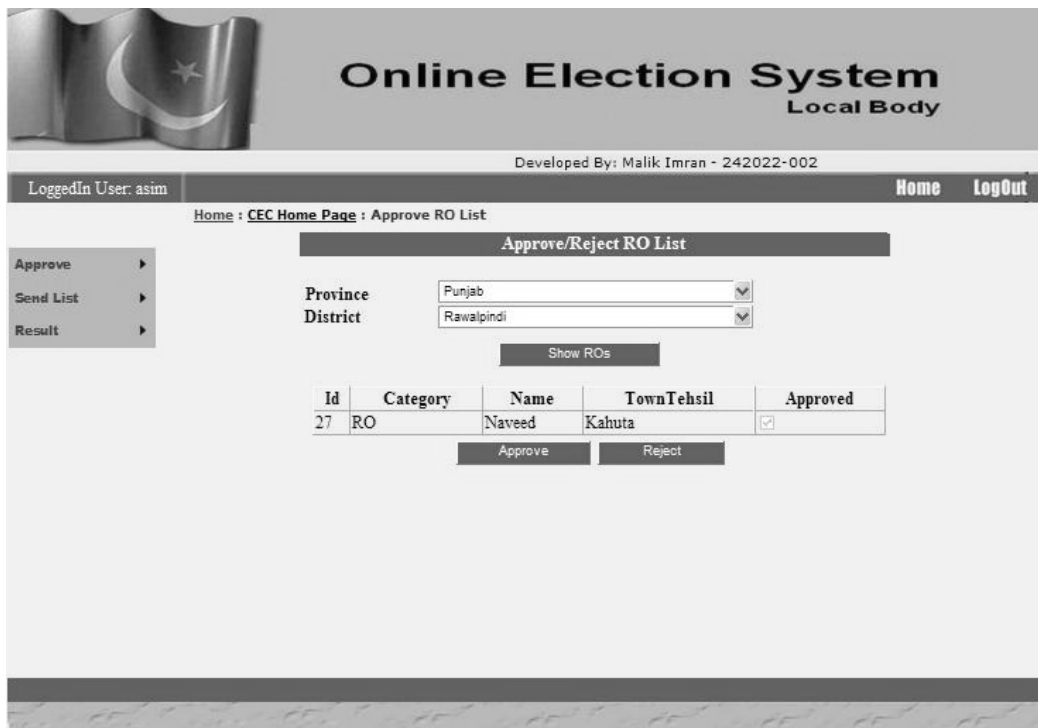 Online Election System
Local Body
Developed By: Malik Imran - 242022-002
LoggedIn User: asim Home LogOut
Home : CEC Home Page : Approve RO List
Approve/Reject RO List
Approve
Send List
Result
Province Punjab
District Rawalpindi
Show ROs
Id Category Name TownTehsil Approved
27 RO Naveed Kahuta
Approve Reject